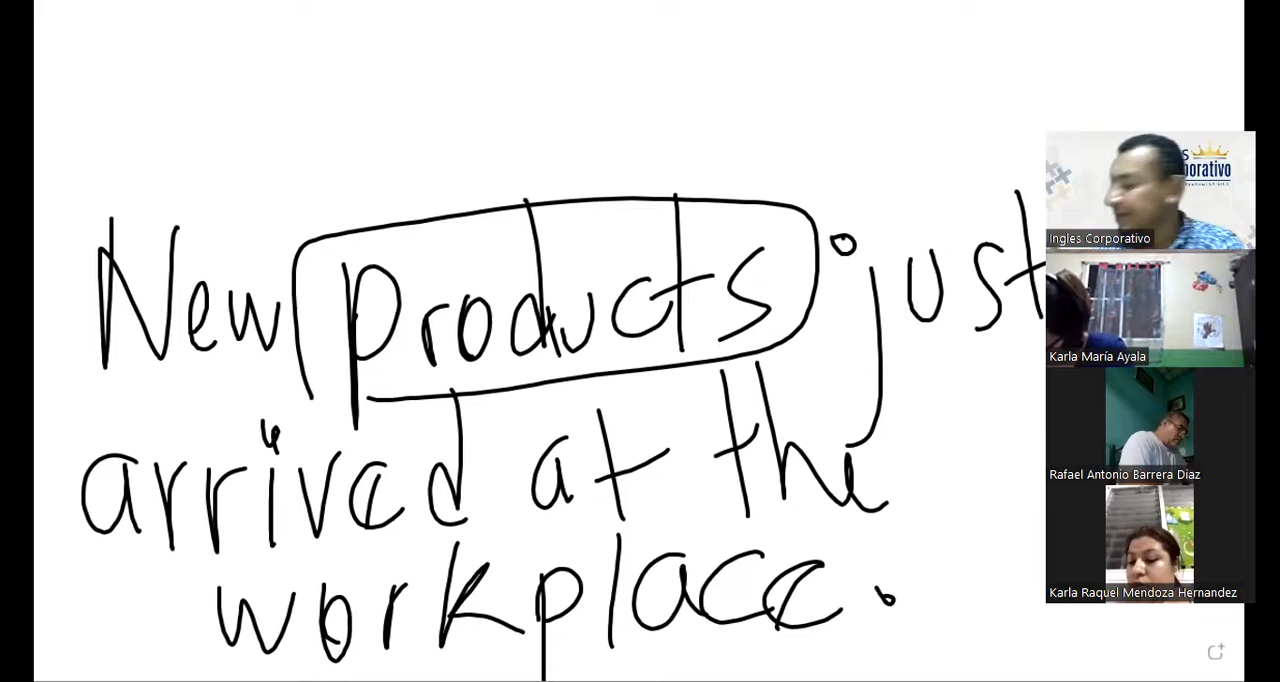 New products just
arrived at the
workplace.
Ingles Corporativo
Karla María Ayala
Rafael Antonio Barrera Diaz
Karla Raquel Mendoza Hernandez